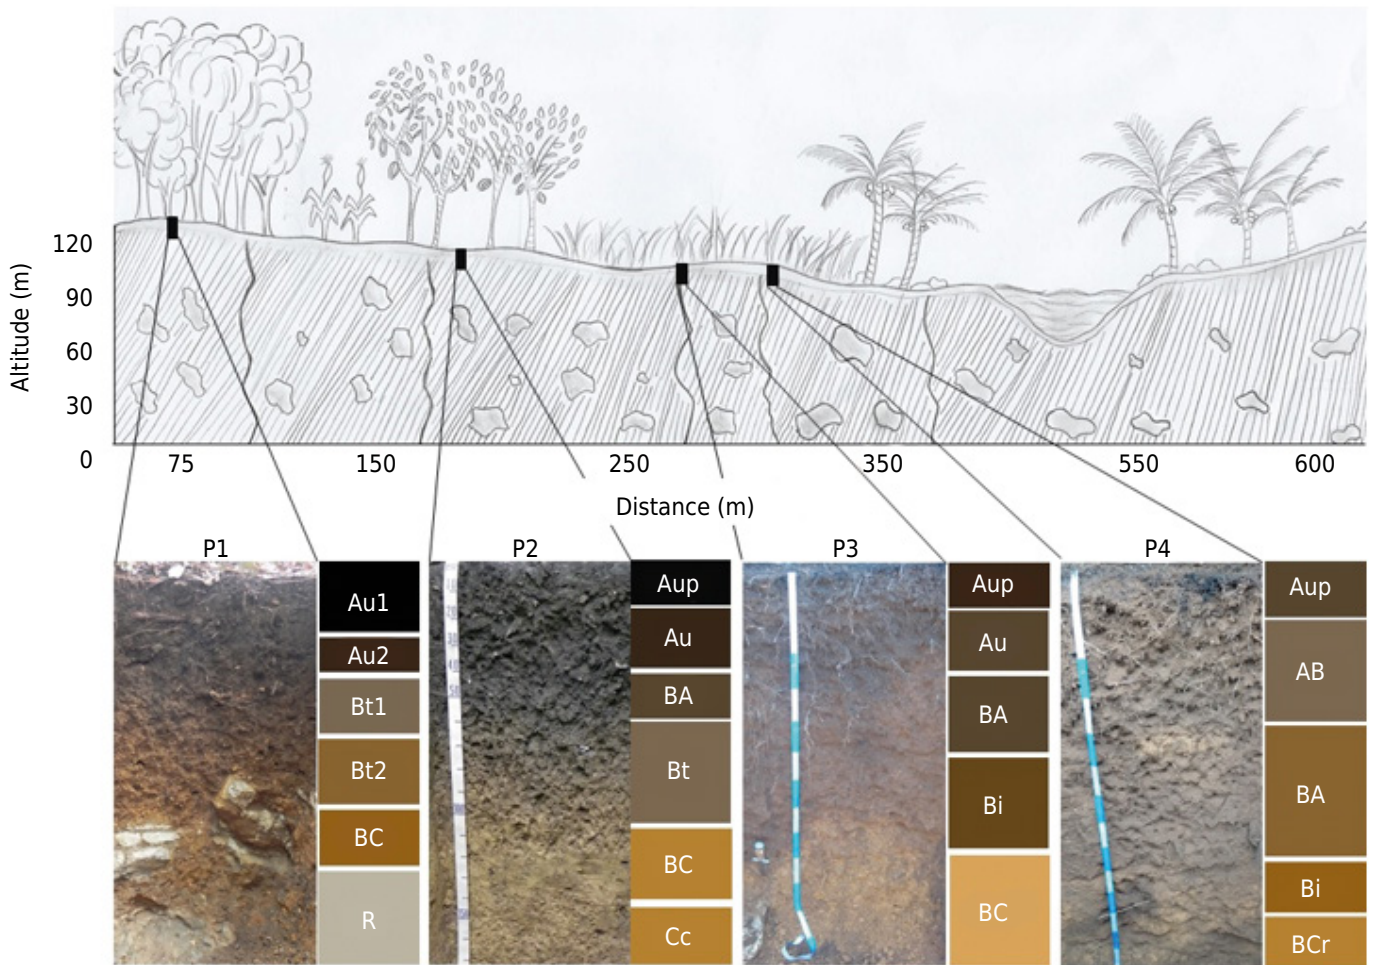 Altitude (m)
120
90
60
30
0
75 150 250 350 550 600
Distance (m)
P1 P2 P3 P4
Au1
Au2
Bt1
Bt2
BC
R
Aup
Au
BA
Bt
BC
Cc
Aup
Au
BA
Bi
BC
Aup
AB
BA
Bi
BCr